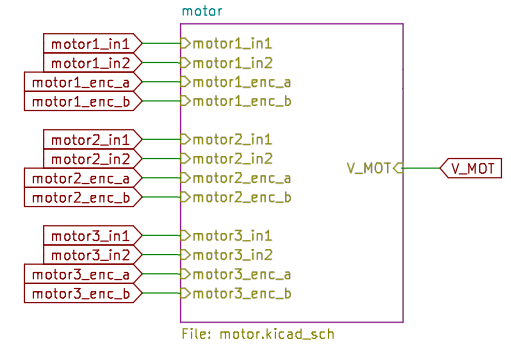 motor
motor1_in1 motor1_in1
motor1_in2 motor1_in2
motor1_enc_a motor1_enc_a
motor1_enc_b motor1_enc_b
motor2_in1 motor2_in1
motor2_in2 motor2_in2
motor2_enc_a motor2_enc_a
motor2_enc_b motor2_enc_b
V_MOT V_MOT
motor3_in1 motor3_in1
motor3_in2 motor3_in2
motor3_enc_a motor3_enc_a
motor3_enc_b motor3_enc_b
File: motor.kicad_sch